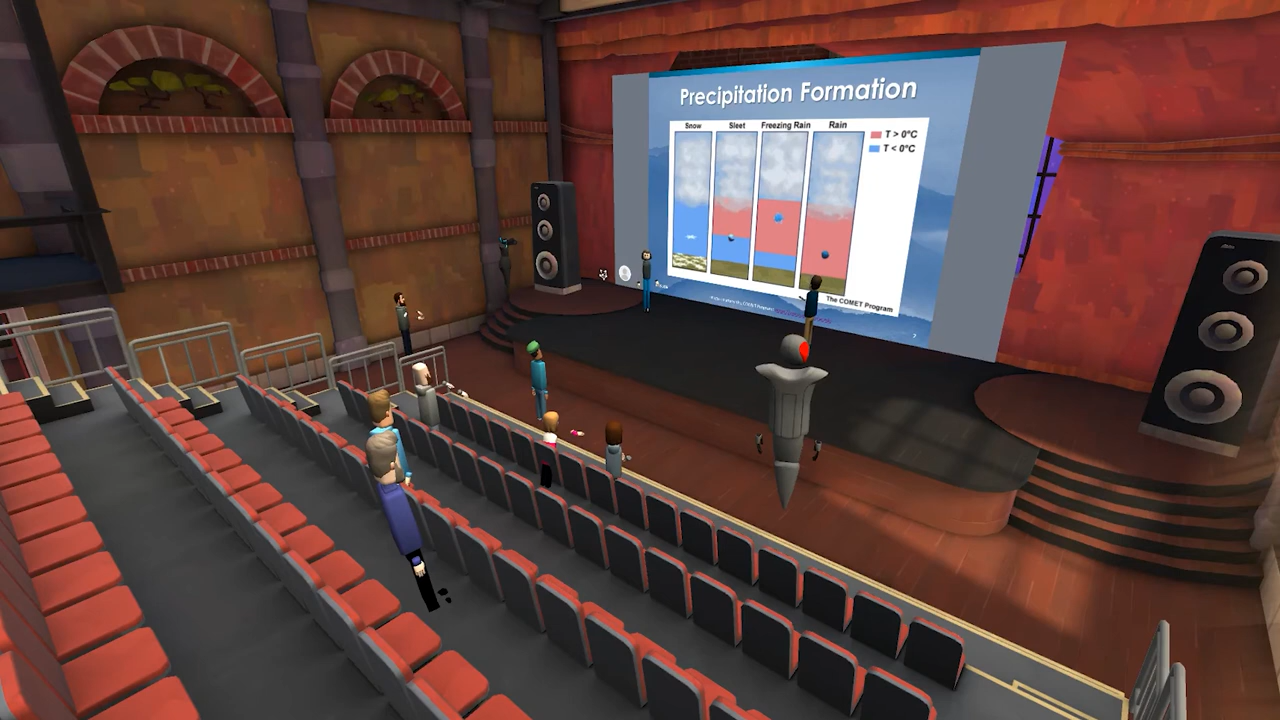 Precipitation Formation
Snow Sleet Freezing Rain Rain
T > 0°C
T < 0°C
The COMET Program